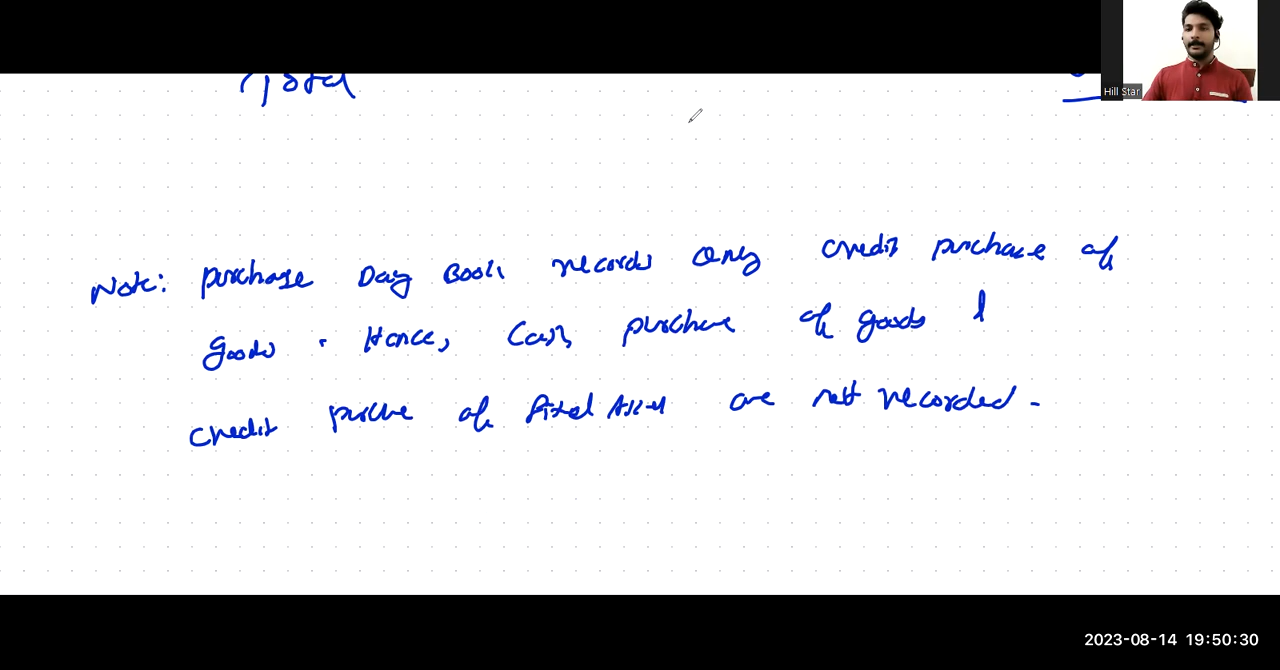 Total
Hill Star
Note: Purchase Day Book records only credit purchase of
goods. Hence, Cash purchase of goods &
credit purchase of fixed Asset are not recorded.
2023-08-14 19:50:30